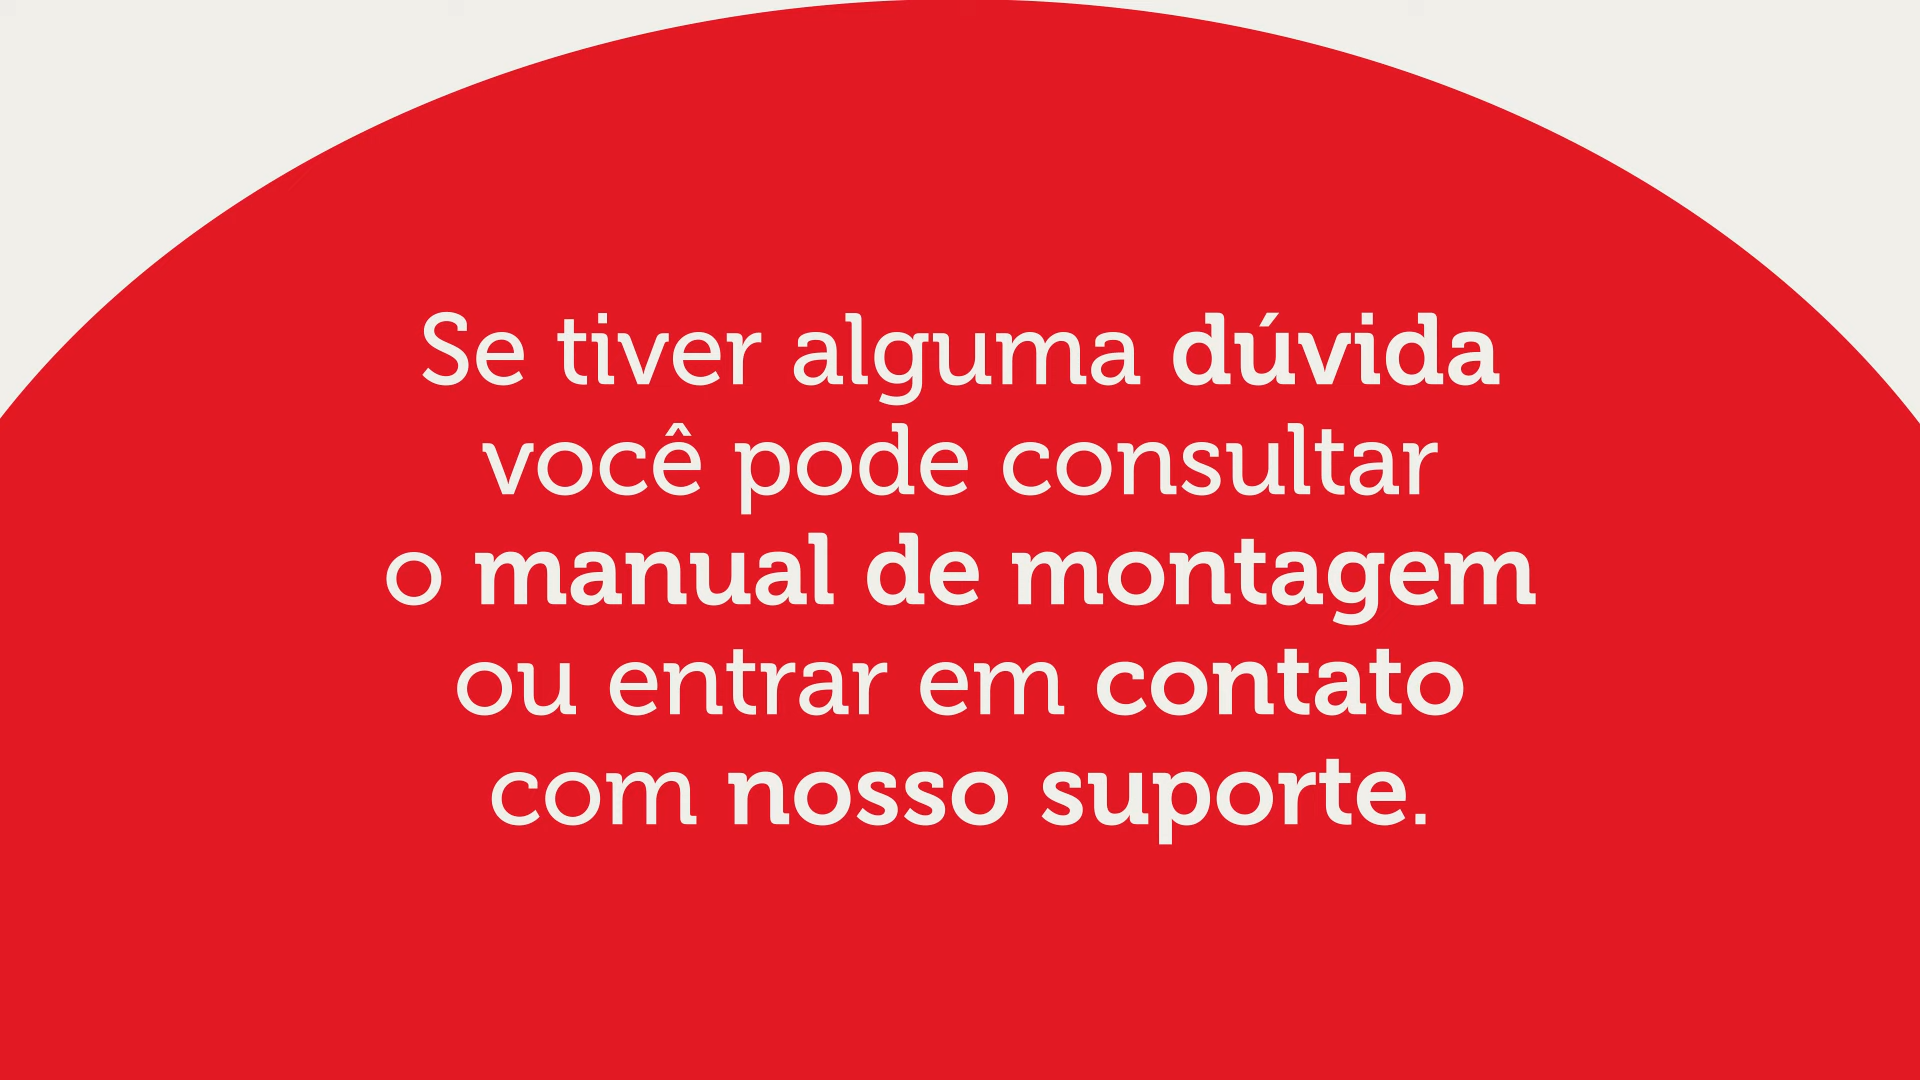 Se tiver alguma dúvida
você pode consultar
o manual de montagem
ou entrar em contato
com nosso suporte.